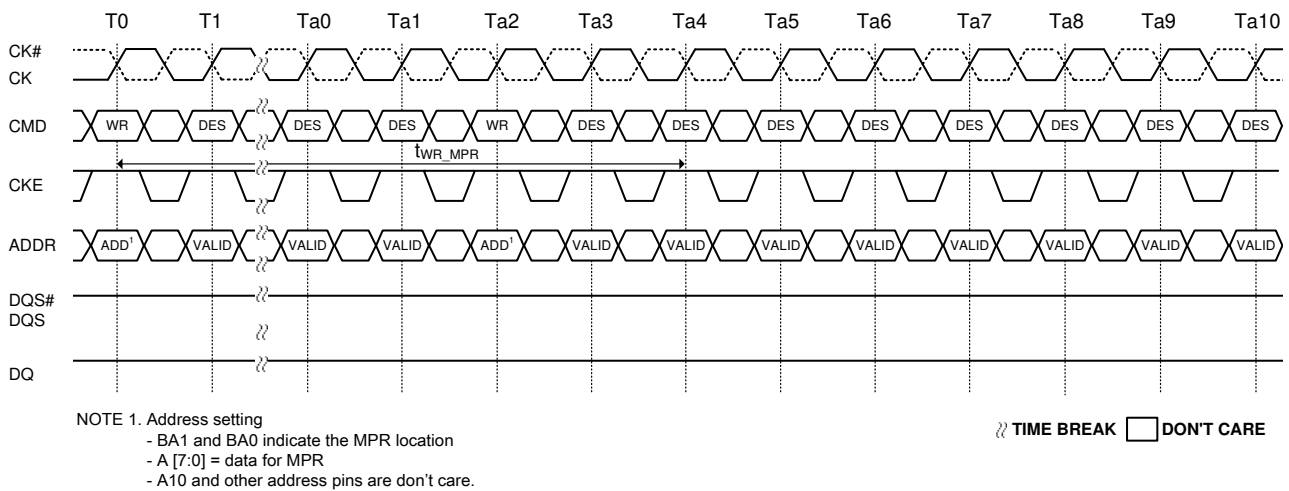 T0 T1 Ta0 Ta1 Ta2 Ta3 Ta4 Ta5 Ta6 Ta7 Ta8 Ta9 Ta10
CK#
CK
CMD WR DES DES DES WR DES DES DES DES DES DES DES DES
tWR_MPR
CKE
ADDR ADD1 VALID VALID VALID ADD1 VALID VALID VALID VALID VALID VALID VALID VALID
DQS#
DQS
DQ
NOTE 1. Address setting
- BA1 and BA0 indicate the MPR location
- A [7:0] = data for MPR
- A10 and other address pins are don't care.
TIME BREAK DON'T CARE